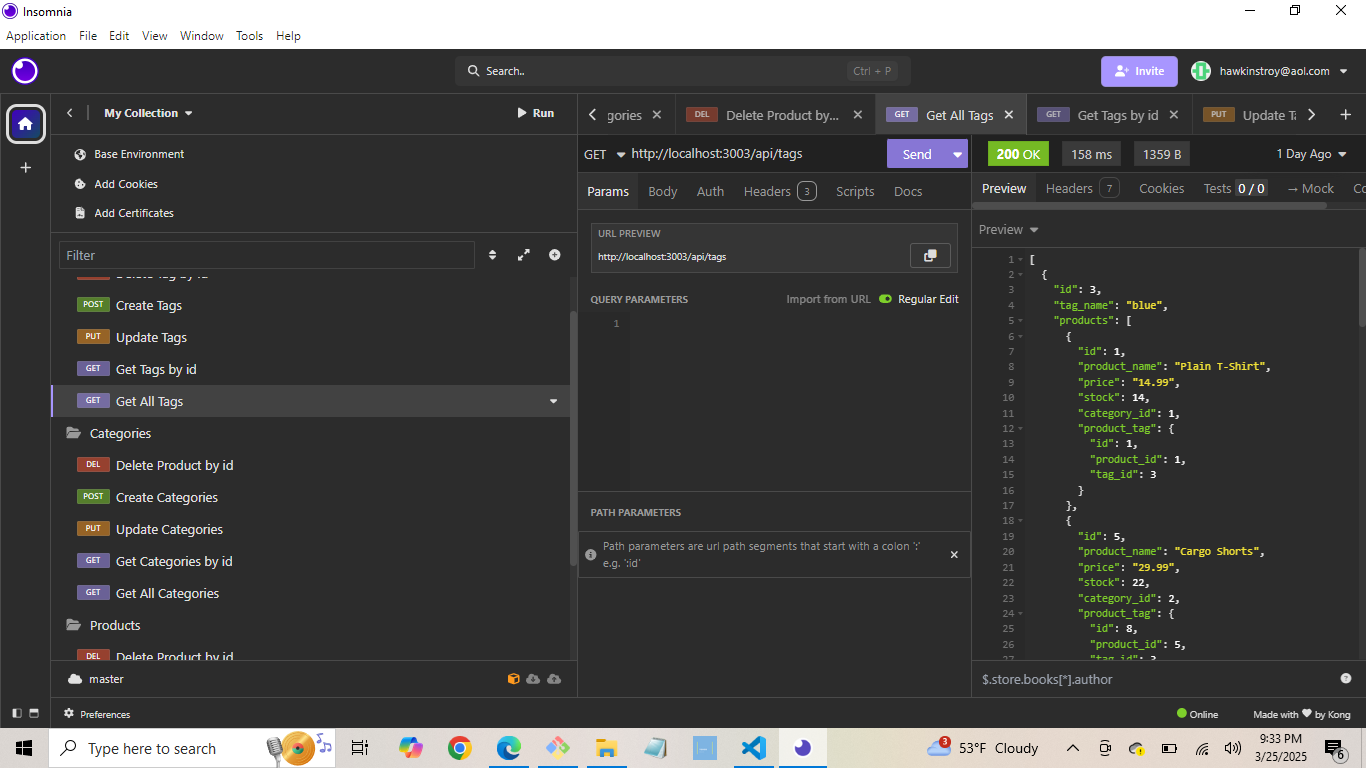 Insomnia
Application File Edit View Window Tools Help
Search.. Ctrl + P
Invite
hawkinstroy@aol.com
My Collection
Run
Base Environment
Add Cookies
Add Certificates
Filter
Delete Tag by id
POST Create Tags
PUT Update Tags
GET Get Tags by id
GET Get All Tags
Categories
DEL Delete Product by id
POST Create Categories
PUT Update Categories
GET Get Categories by id
GET Get All Categories
Products
DEL Delete Product by id
master
Preferences
gories
DEL Delete Product by...
GET Get All Tags
GET Get Tags by id
PUT Update Ta
GET http://localhost:3003/api/tags
Send
Params Body Auth Headers 3 Scripts Docs
URL PREVIEW
http://localhost:3003/api/tags
QUERY PARAMETERS
Import from URL
Regular Edit
1
PATH PARAMETERS
Path parameters are url path segments that start with a colon ':'
e.g. ':id'
200 OK 158 ms 1359 B
1 Day Ago
Preview Headers 7 Cookies Tests 0 / 0 → Mock Co
Preview
1 [
2 {
3 "id": 3,
4 "tag_name": "blue",
5 "products": [
6 {
7 "id": 1,
8 "product_name": "Plain T-Shirt",
9 "price": "14.99",
10 "stock": 14,
11 "category_id": 1,
12 "product_tag": {
13 "id": 1,
14 "product_id": 1,
15 "tag_id": 3
16 }
17 },
18 {
19 "id": 5,
20 "product_name": "Cargo Shorts",
21 "price": "29.99",
22 "stock": 22,
23 "category_id": 2,
24 "product_tag": {
25 "id": 8,
26 "product_id": 5,
27 "tag_id": 3
$.store.books[*].author
Online
Made with ❤ by Kong
Type here to search
3
53°F Cloudy
9:33 PM
3/25/2025
6